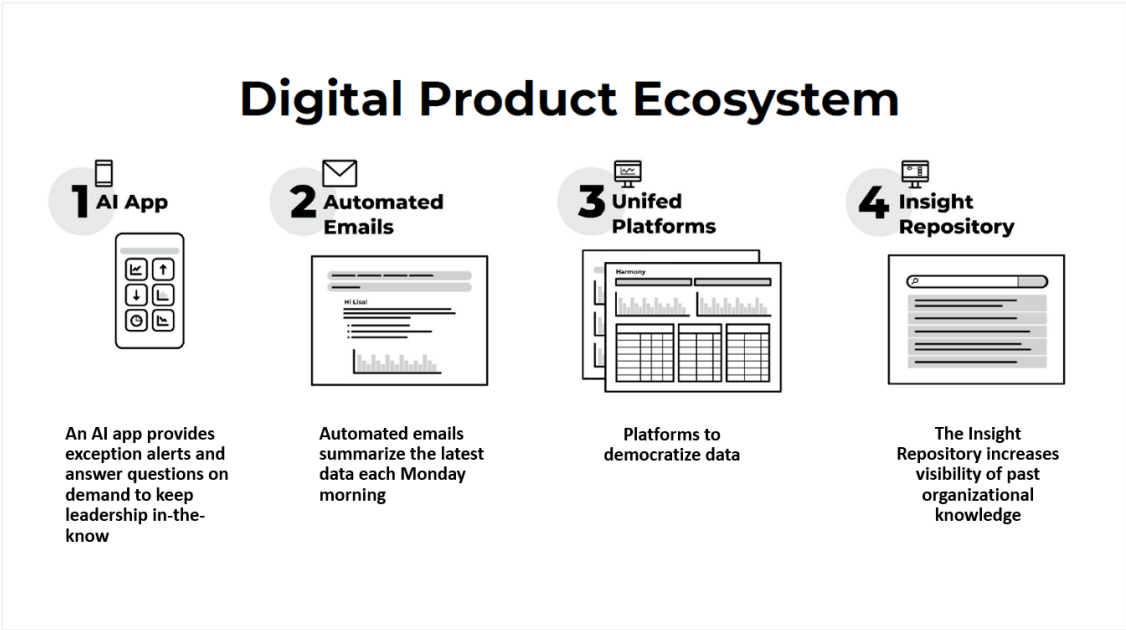 Digital Product Ecosystem
1 AI App
2 Automated
Emails
3 Unifed
Platforms
4 Insight
Repository
Hi Lisa!
Harmony
An AI app provides
exception alerts and
answer questions on
demand to keep
leadership in-the-
know
Automated emails
summarize the latest
data each Monday
morning
Platforms to
democratize data
The Insight
Repository increases
visibility of past
organizational
knowledge